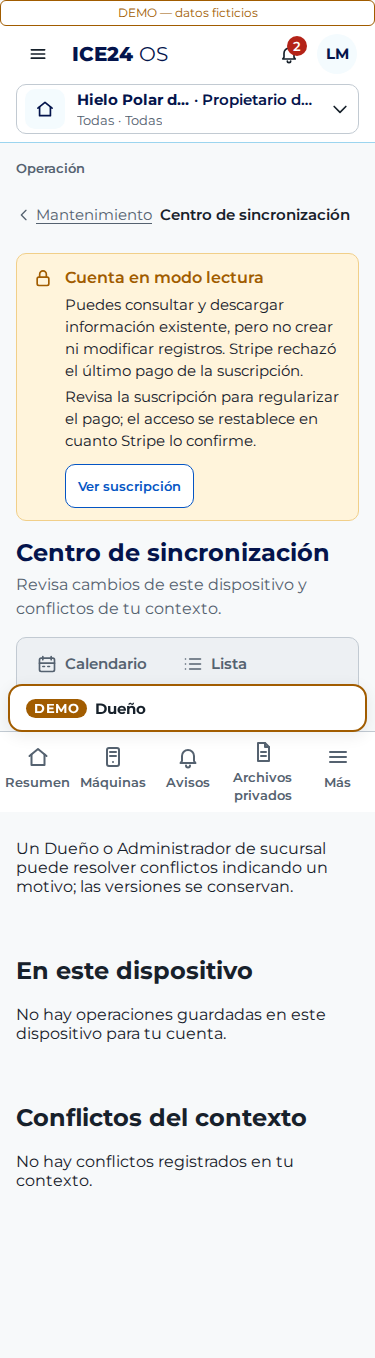 DEMO — datos ficticios
ICE24 OS
2
LM
Hielo Polar d... · Propietario d...
Todas · Todas
Operación
Mantenimiento Centro de sincronización
Cuenta en modo lectura
Puedes consultar y descargar
información existente, pero no crear
ni modificar registros. Stripe rechazó
el último pago de la suscripción.
Revisa la suscripción para regularizar
el pago; el acceso se restablece en
cuanto Stripe lo confirme.
Ver suscripción
Centro de sincronización
Revisa cambios de este dispositivo y
conflictos de tu contexto.
Calendario Lista
DEMO Dueño
Resumen Máquinas Avisos Archivos privados Más
Un Dueño o Administrador de sucursal
puede resolver conflictos indicando un
motivo; las versiones se conservan.
En este dispositivo
No hay operaciones guardadas en este
dispositivo para tu cuenta.
Conflictos del contexto
No hay conflictos registrados en tu
contexto.